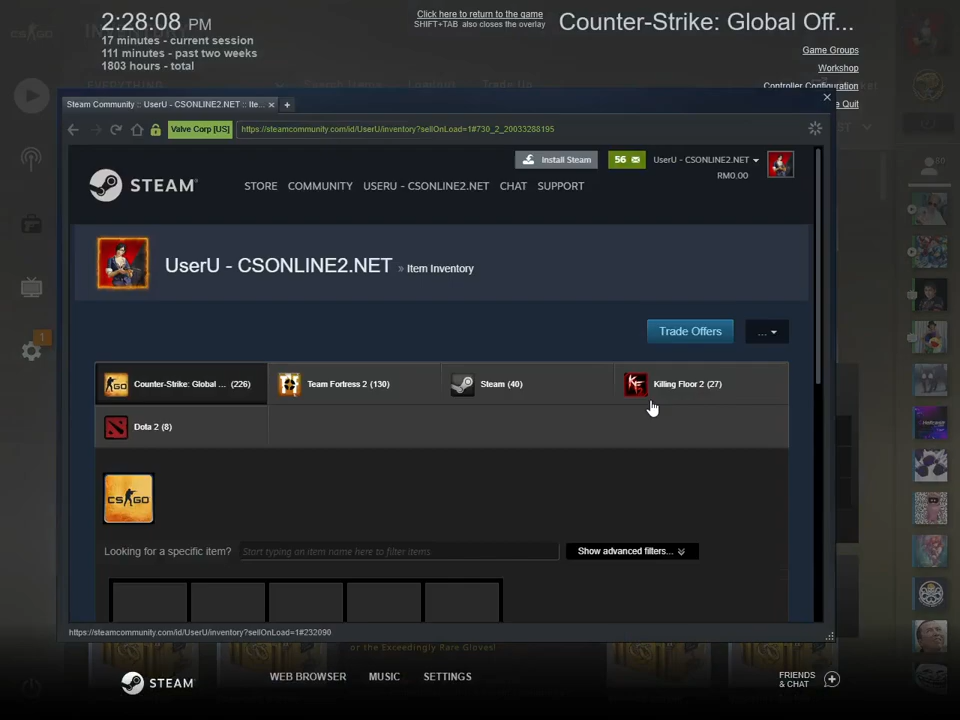 2:28:08 PM
17 minutes - current session
111 minutes - past two weeks
1803 hours - total
Click here to return to the game
SHIFT+TAB also closes the overlay
Counter-Strike: Global Off...
Game Groups
Workshop
Controller Configuration
Quit
EVERYTHING
Trade Up
Steam Community :: UserU - CSONLINE2.NET :: Ite...
Valve Corp [US]
https://steamcommunity.com/id/UserU/inventory?sellOnLoad=1#730_2_20033288195
Install Steam
56
UserU - CSONLINE2.NET
RM0.00
STEAM
STORE COMMUNITY USERU - CSONLINE2.NET CHAT SUPPORT
UserU - CSONLINE2.NET » Item Inventory
Trade Offers
...
Counter-Strike: Global ... (226)
Team Fortress 2 (130)
Steam (40)
Killing Floor 2 (27)
Dota 2 (8)
CS GO
Looking for a specific item?
Start typing an item name here to filter items
Show advanced filters...
https://steamcommunity.com/id/UserU/inventory?sellOnLoad=1#232090
or the Exceedingly Rare Gloves!
STEAM
WEB BROWSER MUSIC SETTINGS
FRIENDS & CHAT
1